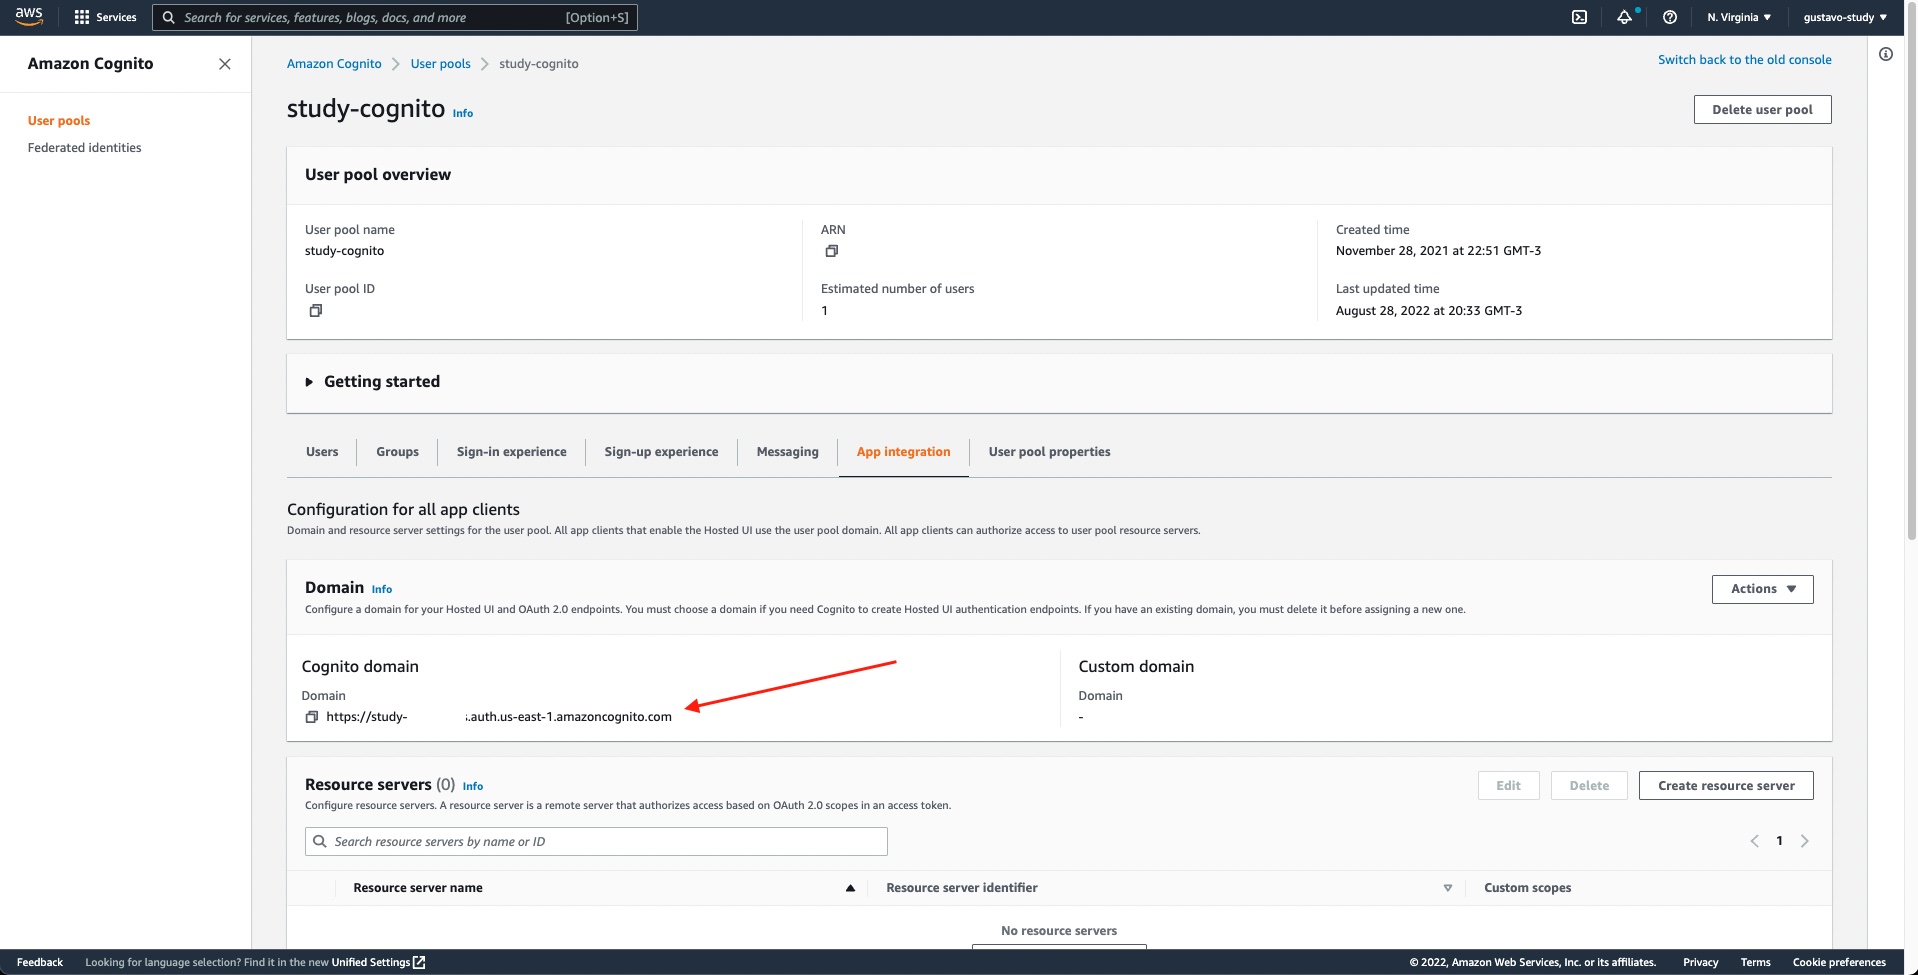 aws
Services
Search for services, features, blogs, docs, and more
[Option+S]
N. Virginia ▼
gustavo-study ▼
Amazon Cognito
User pools
Federated identities
Amazon Cognito > User pools > study-cognito
Switch back to the old console
study-cognito Info
Delete user pool
User pool overview
User pool name
study-cognito
User pool ID
ARN
Estimated number of users
1
Created time
November 28, 2021 at 22:51 GMT-3
Last updated time
August 28, 2022 at 20:33 GMT-3
Getting started
Users
Groups
Sign-in experience
Sign-up experience
Messaging
App integration
User pool properties
Configuration for all app clients
Domain and resource server settings for the user pool. All app clients that enable the Hosted UI use the user pool domain. All app clients can authorize access to user pool resource servers.
Domain Info
Configure a domain for your Hosted UI and OAuth 2.0 endpoints. You must choose a domain if you need Cognito to create Hosted UI authentication endpoints. If you have an existing domain, you must delete it before assigning a new one.
Actions ▼
Cognito domain
Domain
https://study- .auth.us-east-1.amazoncognito.com
Custom domain
Domain
-
Resource servers (0) Info
Configure resource servers. A resource server is a remote server that authorizes access based on OAuth 2.0 scopes in an access token.
Edit
Delete
Create resource server
Search resource servers by name or ID
1
Resource server name
Resource server identifier
Custom scopes
No resource servers
Feedback
Looking for language selection? Find it in the new Unified Settings
© 2022, Amazon Web Services, Inc. or its affiliates.
Privacy
Terms
Cookie preferences